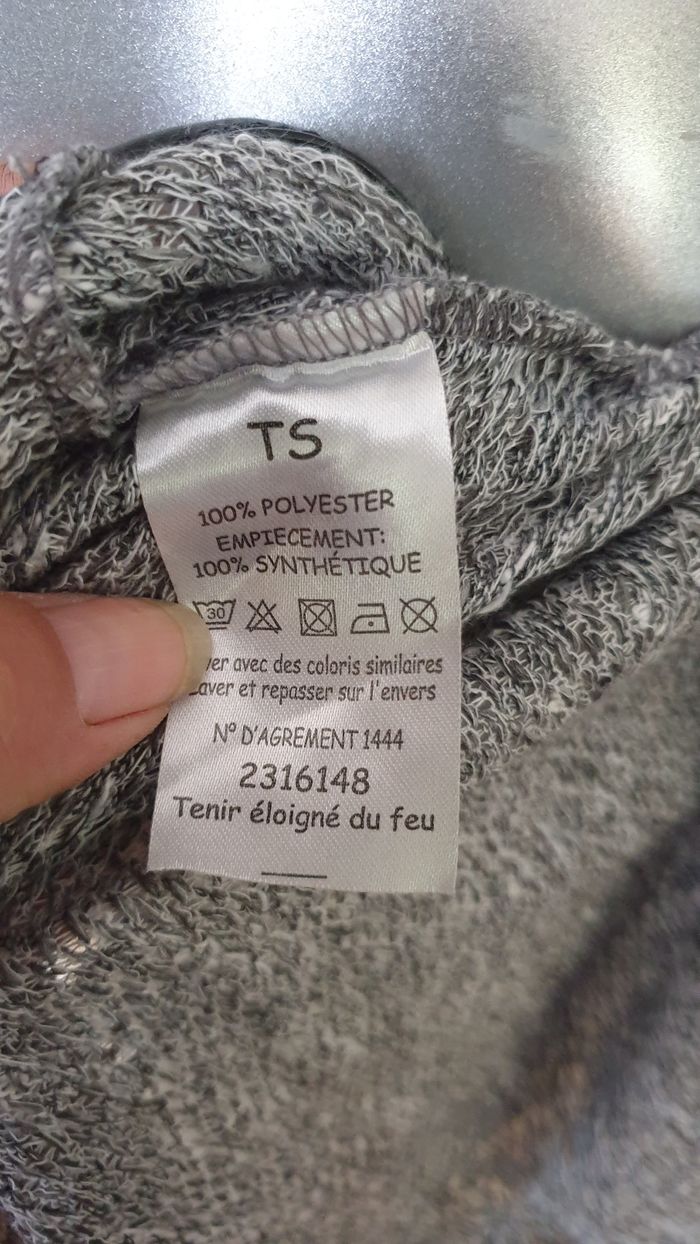 TS
100% POLYESTER
EMPIECEMENT:
100% SYNTHÉTIQUE
30
avec des coloris similaires
Laver et repasser sur l'envers
N° D'AGREMENT 1444
2316148
Tenir éloigné du feu